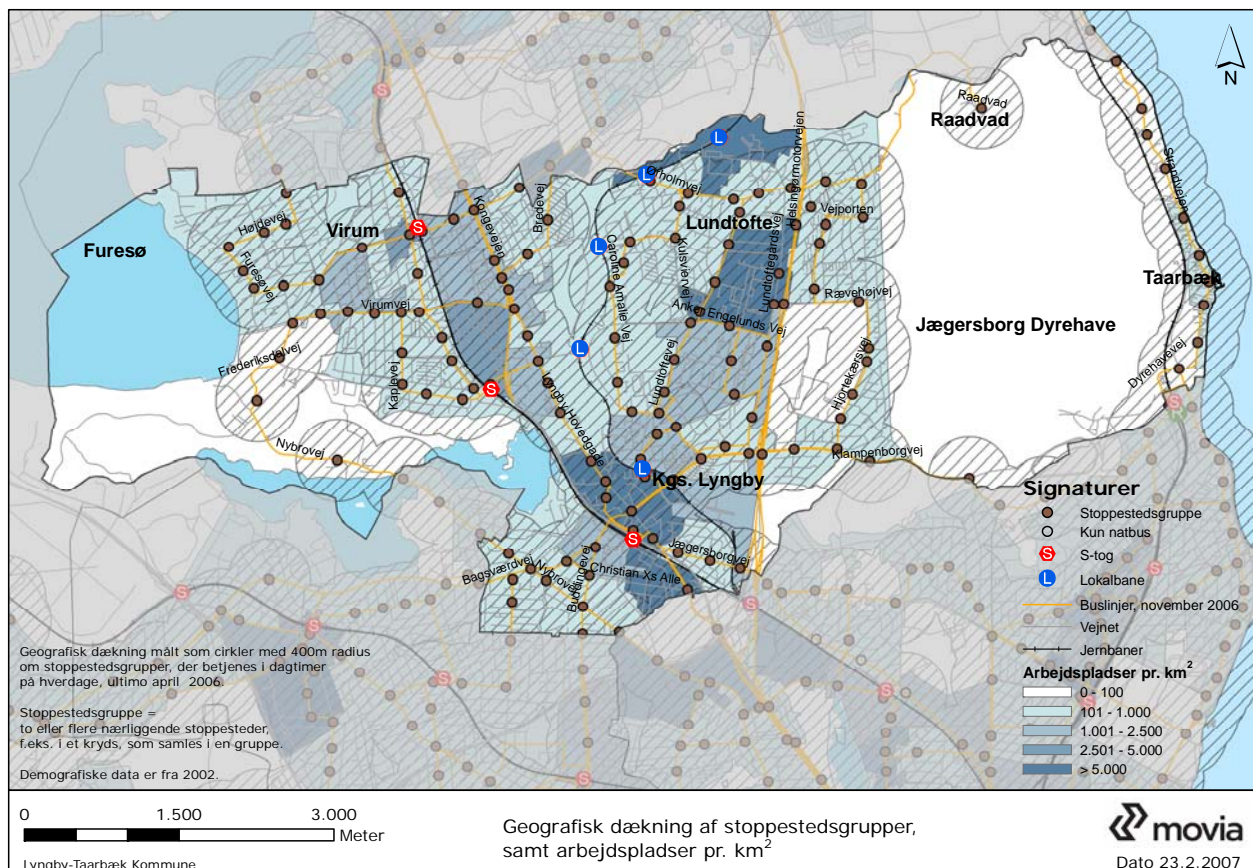 N
Raadvad
Raadvad
Ørholmvej
Helsingørmotorvejen
Strandvejen
Kongevejen
Bredevej
Højdevej
Virum
Lundtofte
Vejporten
Furesø
Furesøvej
Caroline Amalie Vej
Kulsviervej
Lundtoftegårdsvej
Taarbæk
Virumvej
Rævehøjvej
Anker Engelunds Vej
Jægersborg Dyrehave
Frederiksdalvej
Kaplevej
Lundtoftevej
Hjortekærsvej
Dyrehavevej
Lyngby Hovedgade
Nybrovej
Klampenborgvej
Kgs. Lyngby
Jægersborgvej
Bagsværdvej
Nybrovej
Buddingevej
Christian Xs Alle
Signaturer
Stoppestedsgruppe
Kun natbus
S S-tog
L Lokalbane
Buslinjer, november 2006
Vejnet
Jernbaner
Arbejdspladser pr. km²
0 - 100
101 - 1.000
1.001 - 2.500
2.501 - 5.000
> 5.000
Geografisk dækning målt som cirkler med 400m radius
om stoppestedsgrupper, der betjenes i dagtimer
på hverdage, ultimo april 2006.
Stoppestedsgruppe =
to eller flere nærliggende stoppesteder,
f.eks. i et kryds, som samles i en gruppe.
Demografiske data er fra 2002.
0 1.500 3.000
Meter
Lyngby-Taarbæk Kommune
Geografisk dækning af stoppestedsgrupper,
samt arbejdspladser pr. km²
movia
Dato 23.2.2007